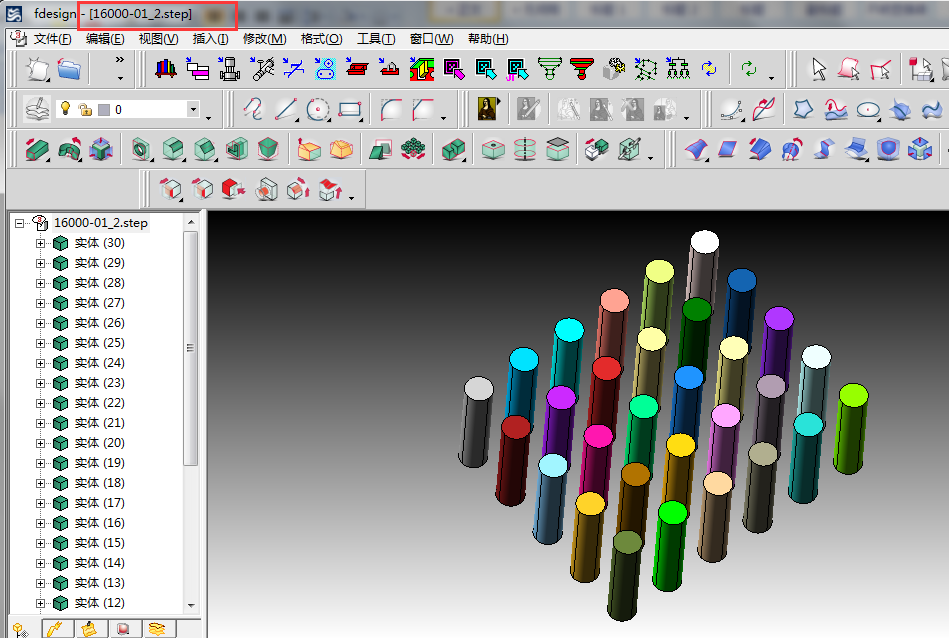 fdesign - [16000-01_2.step]
文件(F) 编辑(E) 视图(V) 插入(I) 修改(M) 格式(O) 工具(T) 窗口(W) 帮助(H)
0
16000-01_2.step
实体 (30)
实体 (29)
实体 (28)
实体 (27)
实体 (26)
实体 (25)
实体 (24)
实体 (23)
实体 (22)
实体 (21)
实体 (20)
实体 (19)
实体 (18)
实体 (17)
实体 (16)
实体 (15)
实体 (14)
实体 (13)
实体 (12)